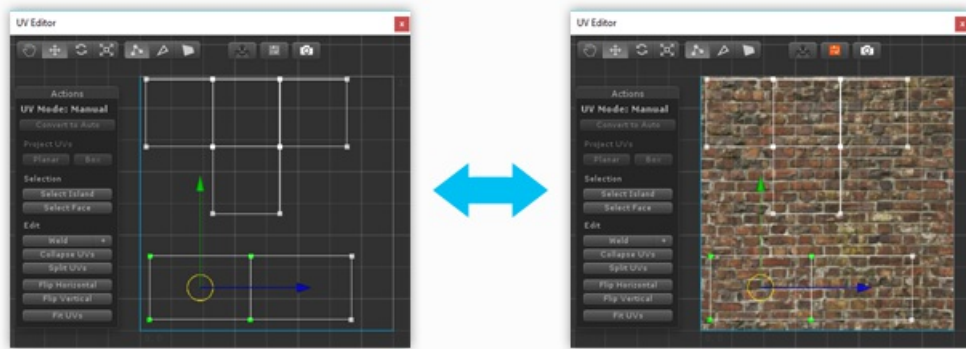 UV Editor
x
Actions
UV Mode: Manual
Convert to Auto
Project UVs
Planar Box
Selection
Select Island
Select Face
Edit
Weld +
Collapse UVs
Split UVs
Flip Horizontal
Flip Vertical
Fit UVs
UV Editor
x
Actions
UV Mode: Manual
Convert to Auto
Project UVs
Planar Box
Selection
Select Island
Select Face
Edit
Weld +
Collapse UVs
Split UVs
Flip Horizontal
Flip Vertical
Fit UVs